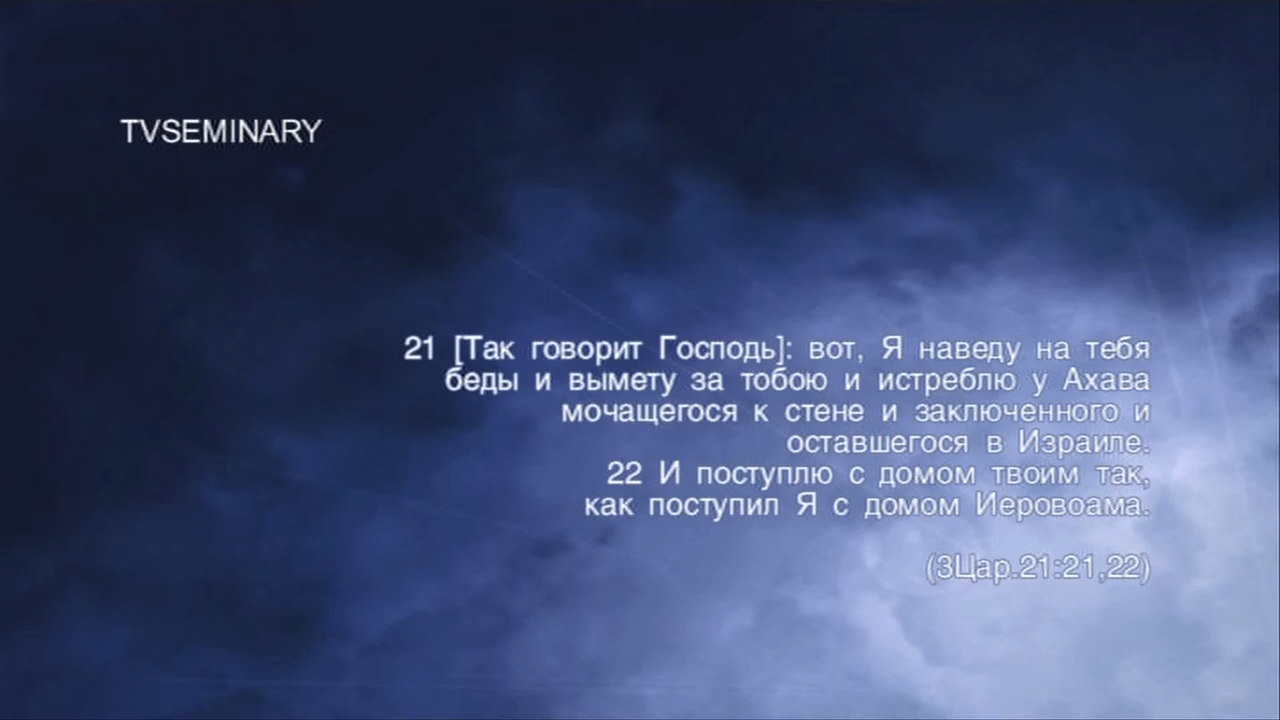 TVSEMINARY
21 [Так говорит Господь]: вот, Я наведу на тебя
беды и вымету за тобою и истреблю у Ахава
мочащегося к стене и заключенного и
оставшегося в Израиле.
22 И поступлю с домом твоим так,
как поступил Я с домом Иеровоама.
(3Цар.21:21,22)